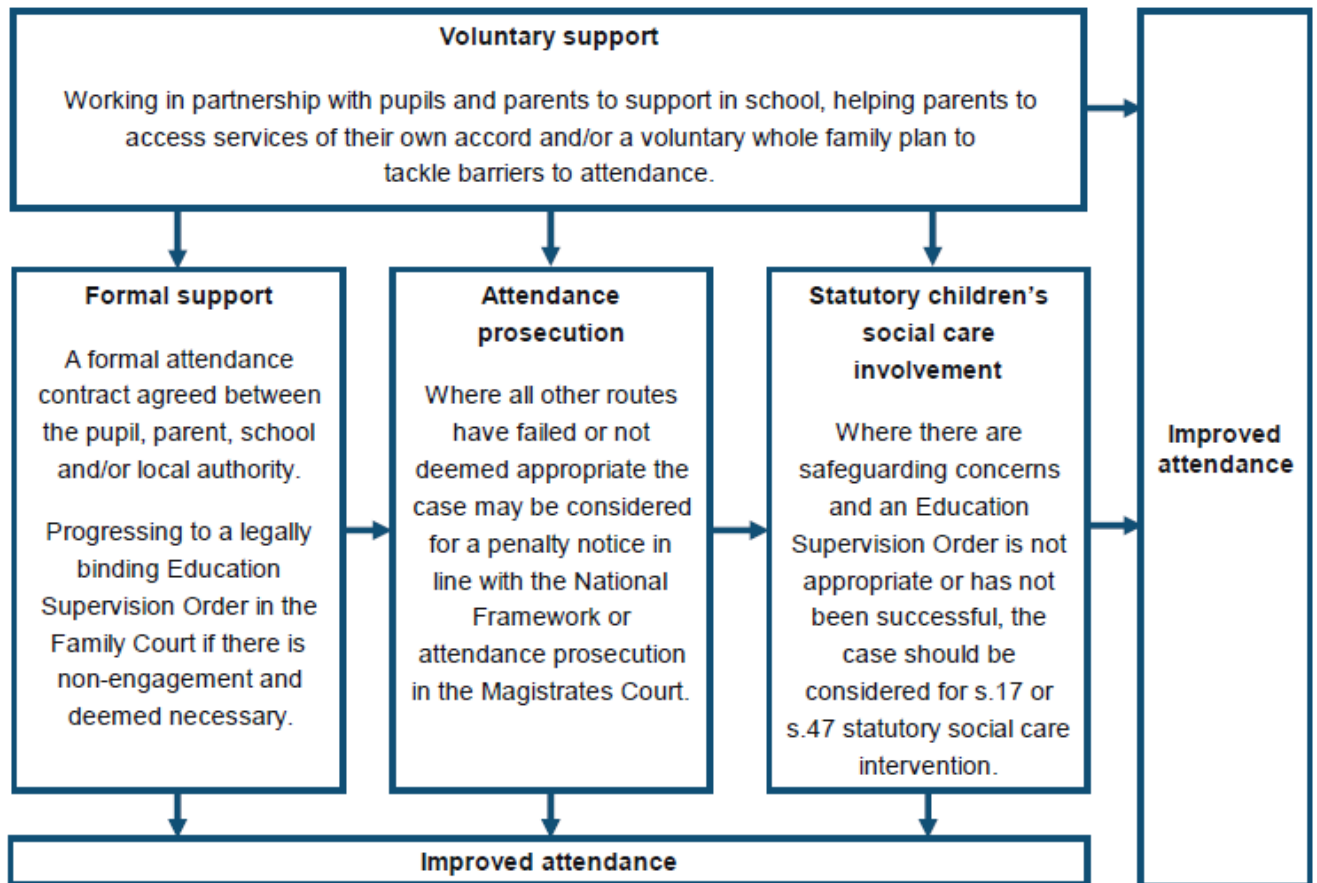 Voluntary support
Working in partnership with pupils and parents to support in school, helping parents to
access services of their own accord and/or a voluntary whole family plan to
tackle barriers to attendance.
Formal support
A formal attendance
contract agreed between
the pupil, parent, school
and/or local authority.
Progressing to a legally
binding Education
Supervision Order in the
Family Court if there is
non-engagement and
deemed necessary.
Attendance
prosecution
Where all other routes
have failed or not
deemed appropriate the
case may be considered
for a penalty notice in
line with the National
Framework or
attendance prosecution
in the Magistrates Court.
Statutory children’s
social care
involvement
Where there are
safeguarding concerns
and an Education
Supervision Order is not
appropriate or has not
been successful, the
case should be
considered for s.17 or
s.47 statutory social care
intervention.
Improved
attendance
Improved attendance